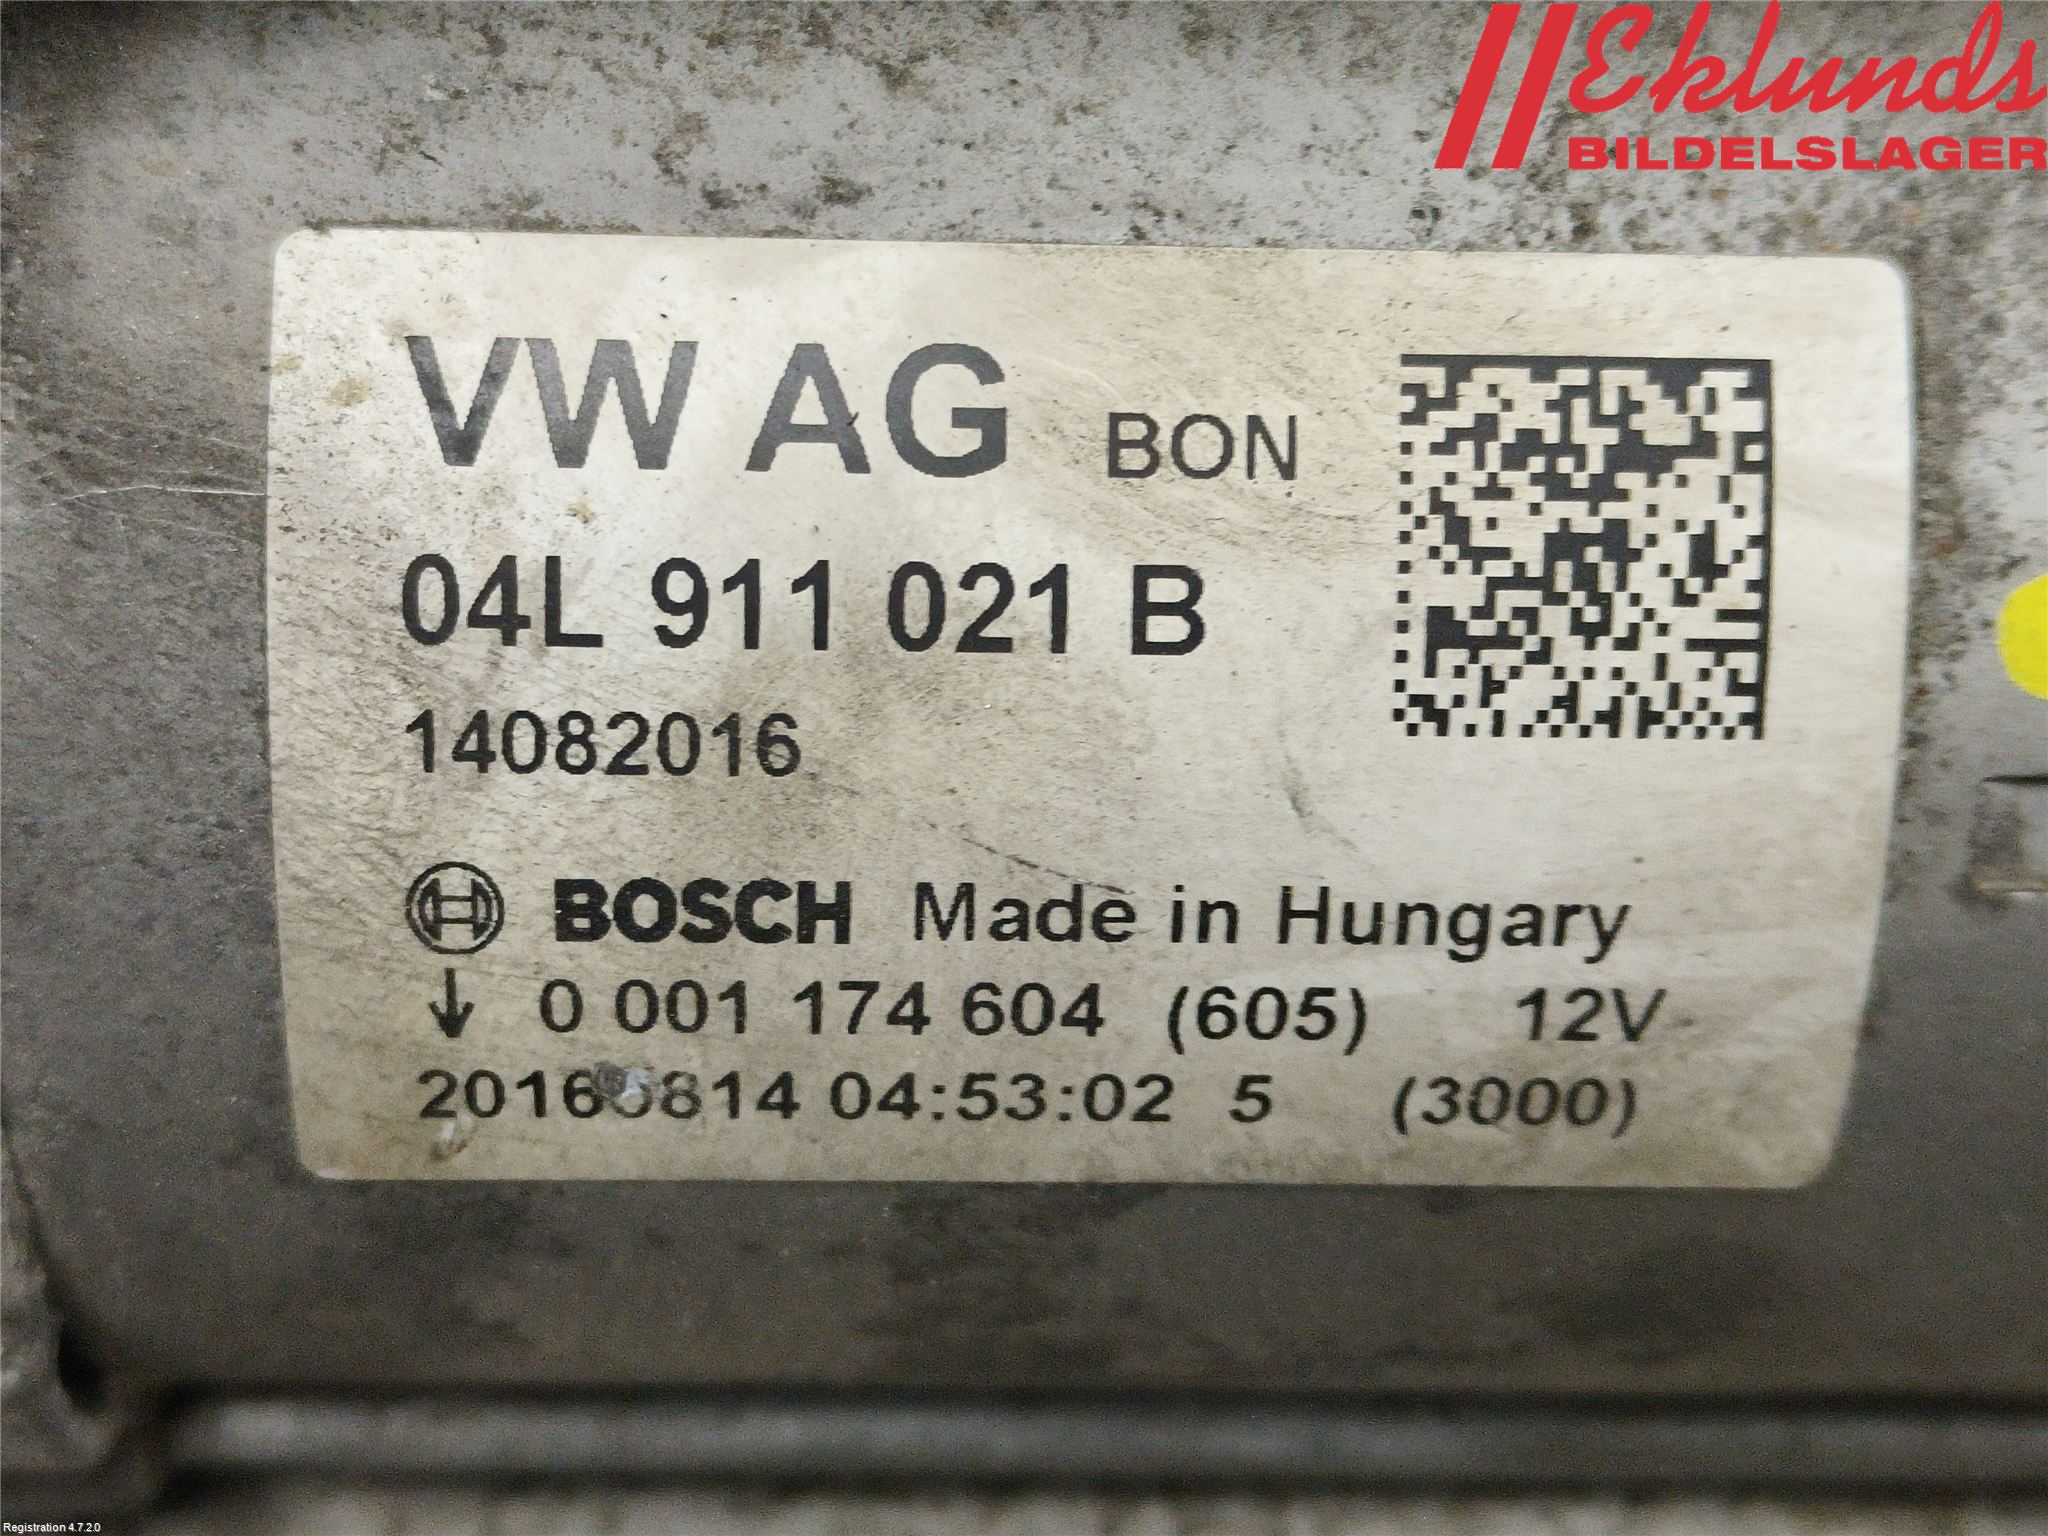 Eklunds
BILDELSLAGER
VW AG BON
04L 911 021 B
14082016
BOSCH Made in Hungary
↓ 0 001 174 604 (605) 12V
20160814 04:53:02 5 (3000)
Registration 4.7.2.0